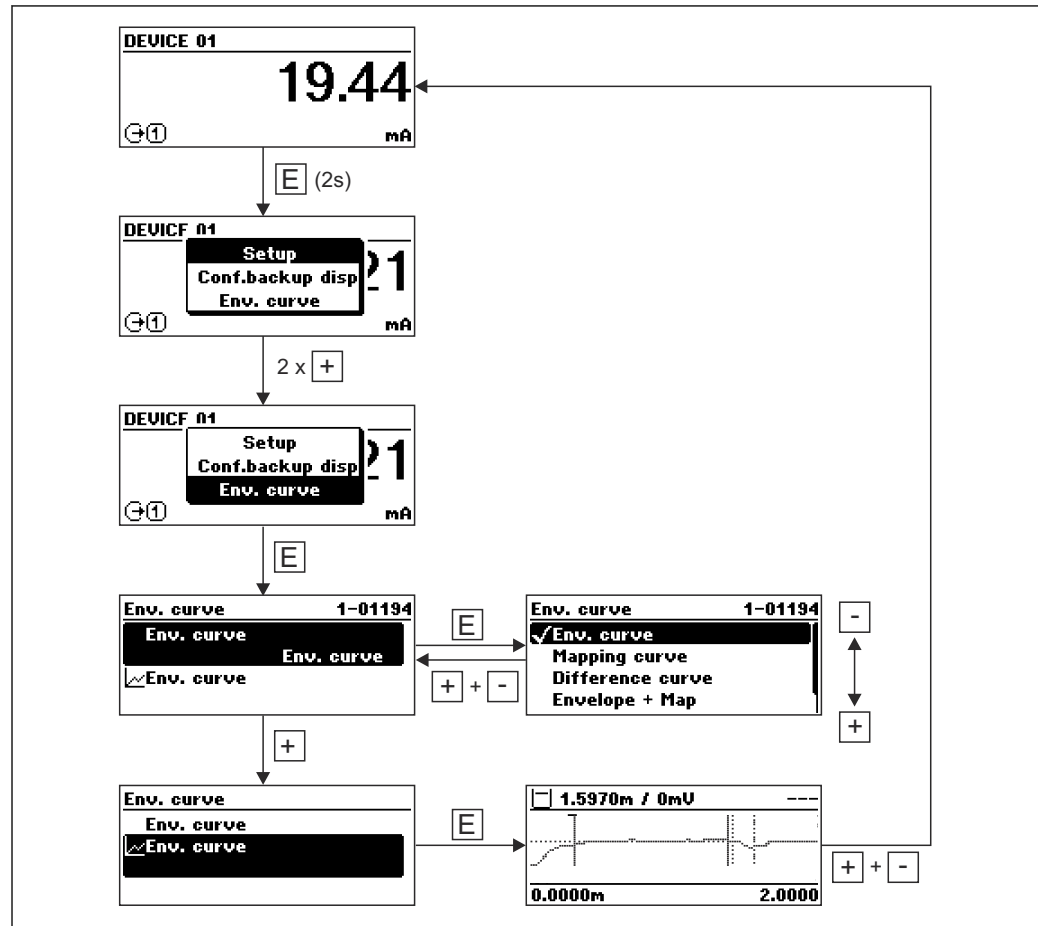 DEVICE 01
19.44
1
mA
E (2s)
DEVICE 01
Setup
Conf.backup disp
Env. curve
21
1
mA
2 x +
DEVICE 01
Setup
Conf.backup disp
Env. curve
21
1
mA
E
Env. curve 1-01194
Env. curve
Env. curve
Env. curve
E
+ + -
Env. curve 1-01194
Env. curve
Mapping curve
Difference curve
Envelope + Map
-
+
+
Env. curve
Env. curve
Env. curve
E
1.5970m / 0mV ---
0.0000m 2.0000
+ + -